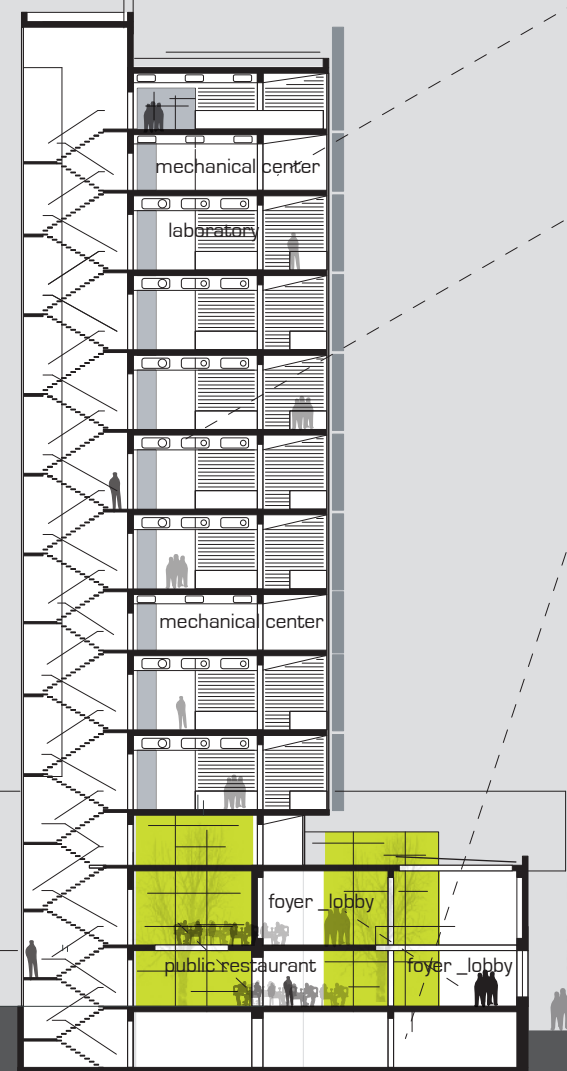 mechanical center
laboratory
mechanical center
foyer _lobby
public restaurant
foyer _lobby